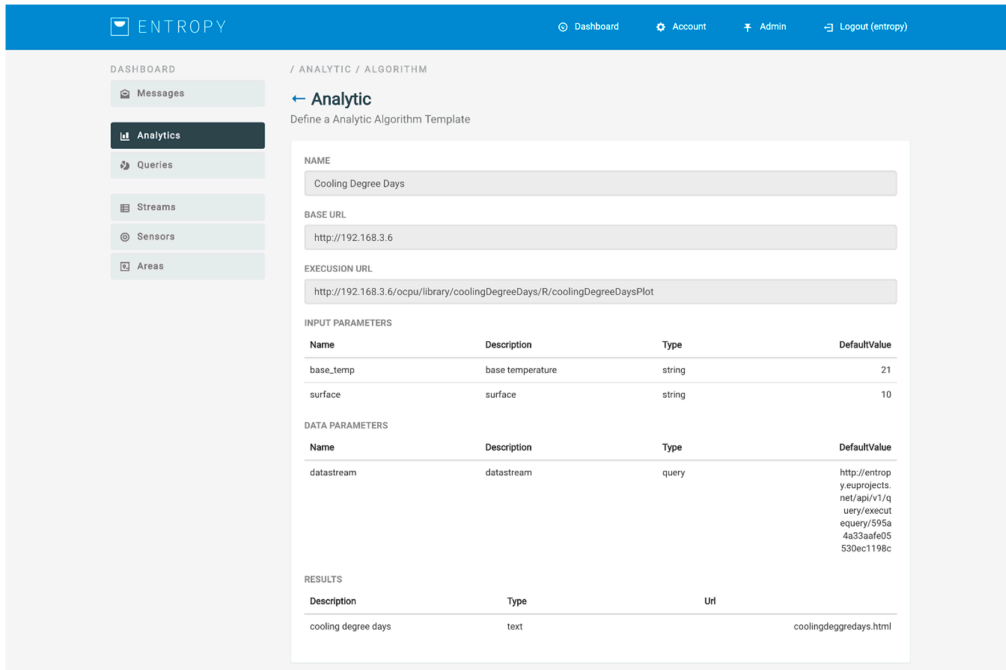 ENTROPY
Dashboard
Account
Admin
Logout (entropy)
DASHBOARD
Messages
Analytics
Queries
Streams
Sensors
Areas
/ ANALYTIC / ALGORITHM
← Analytic
Define a Analytic Algorithm Template
NAME
Cooling Degree Days
BASE URL
http://192.168.3.6
EXECUSION URL
http://192.168.3.6/ocpu/library/coolingDegreeDays/R/coolingDegreeDaysPlot
INPUT PARAMETERS
Name Description Type DefaultValue
base_temp base temperature string 21
surface surface string 10
DATA PARAMETERS
Name Description Type DefaultValue
datastream datastream query http://entrop
y.euprojects.
net/api/v1/q
uery/execut
equery/595a
4a33aafe05
530ec1198c
RESULTS
Description Type Url
cooling degree days text coolingdeggredays.html